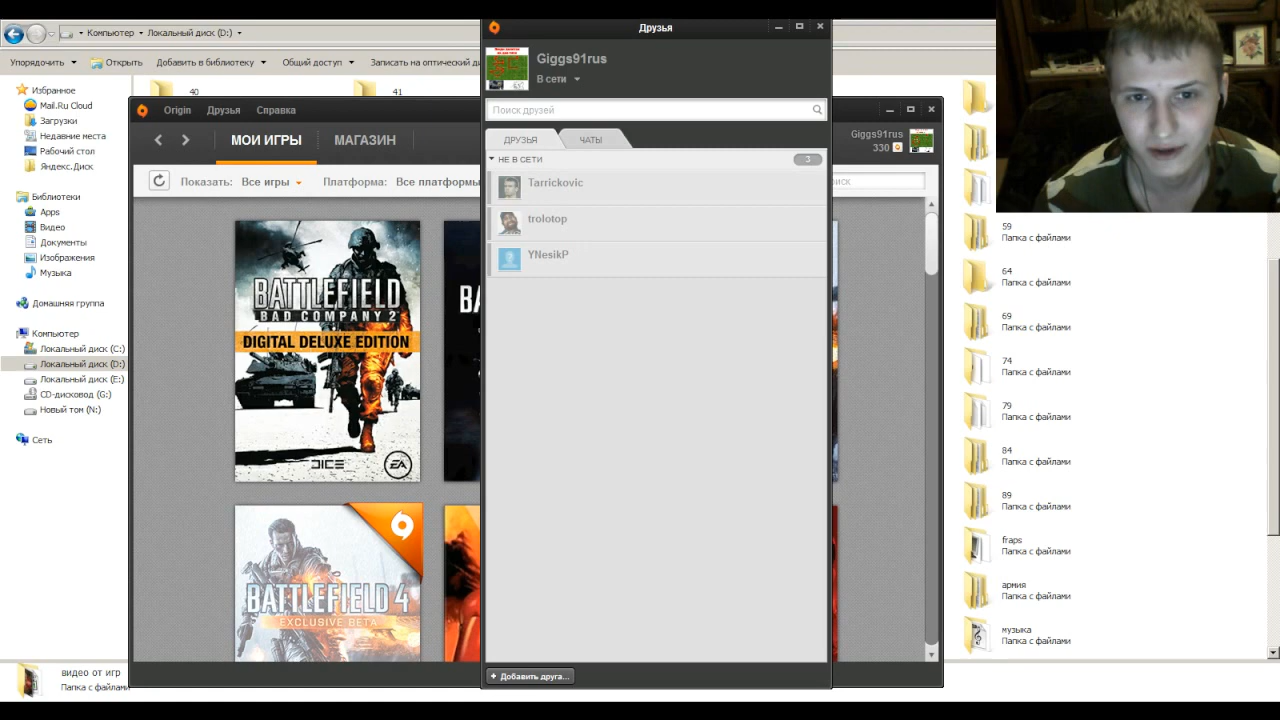 Компьютер
Локальный диск (D:)
Упорядочить
Открыть
Добавить в библиотеку
Общий доступ
Записать на оптический ди
Избранное
Mail.Ru Cloud
Загрузки
Недавние места
Рабочий стол
Яндекс.Диск
Библиотеки
Apps
Видео
Документы
Изображения
Музыка
Домашняя группа
Компьютер
Локальный диск (C:)
Локальный диск (D:)
Локальный диск (E:)
CD-дисковод (G:)
Новый том (N:)
Сеть
видео от игр
Папка с файлами
40
41
Origin
Друзья
Справка
МОИ ИГРЫ
МАГАЗИН
Giggs91rus
330
Показать:
Все игры
Платформа:
Все платформы
иск
BATTLEFIELD
BAD COMPANY 2
DIGITAL DELUXE EDITION
DICE
EA
BATTLEFIELD 4
EXCLUSIVE BETA
Друзья
Giggs91rus
В сети
Поиск друзей
ДРУЗЬЯ
ЧАТЫ
НЕ В СЕТИ
3
Tarrickovic
trolotop
YNesikP
+ Добавить друга...
59
Папка с файлами
64
Папка с файлами
69
Папка с файлами
74
Папка с файлами
79
Папка с файлами
84
Папка с файлами
89
Папка с файлами
fraps
Папка с файлами
армия
Папка с файлами
музыка
Папка с файлами